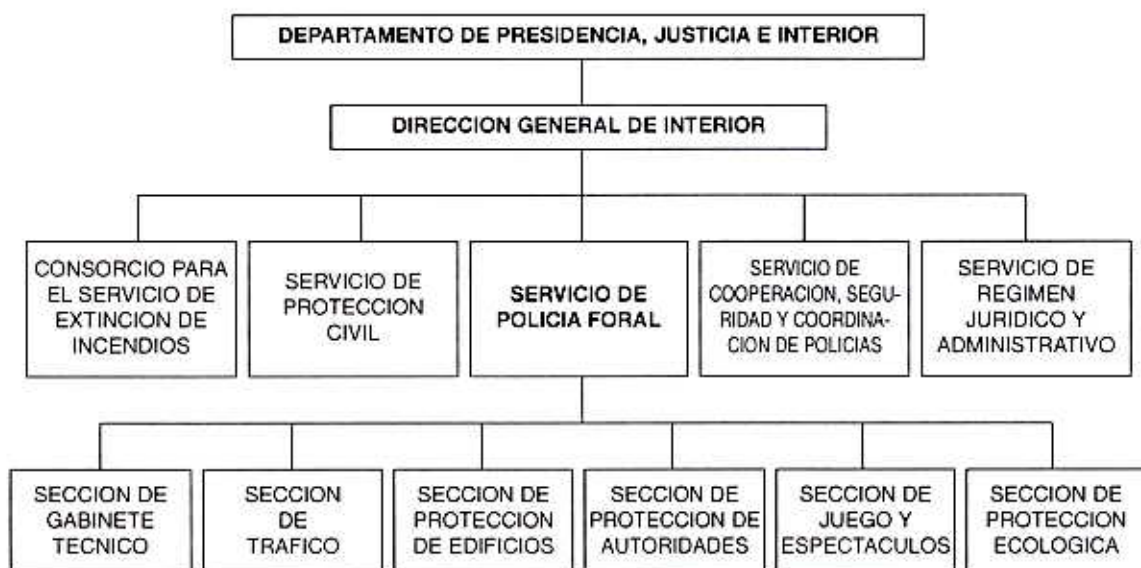 DEPARTAMENTO DE PRESIDENCIA, JUSTICIA E INTERIOR
DIRECCION GENERAL DE INTERIOR
CONSORCIO PARA
EL SERVICIO DE
EXTINCION DE
INCENDIOS
SERVICIO DE
PROTECCION
CIVIL
SERVICIO DE
POLICIA FORAL
SERVICIO DE
COOPERACION, SEGU-
RIDAD Y COORDINA-
CION DE POLICIAS
SERVICIO DE
REGIMEN
JURIDICO Y
ADMINISTRATIVO
SECCION DE
GABINETE
TECNICO
SECCION
DE
TRAFICO
SECCION DE
PROTECCION
DE EDIFICIOS
SECCION DE
PROTECCION DE
AUTORIDADES
SECCION DE
JUEGO Y
ESPECTACULOS
SECCION DE
PROTECCION
ECOLOGICA